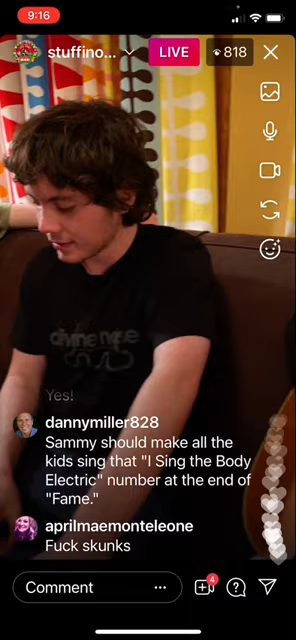 9:16
stuffino...
LIVE
818
divine
Yes!
dannymiller828
Sammy should make all the
kids sing that "I Sing the Body
Electric" number at the end of
"Fame."
aprilmaemonteleone
Fuck skunks
Comment
4